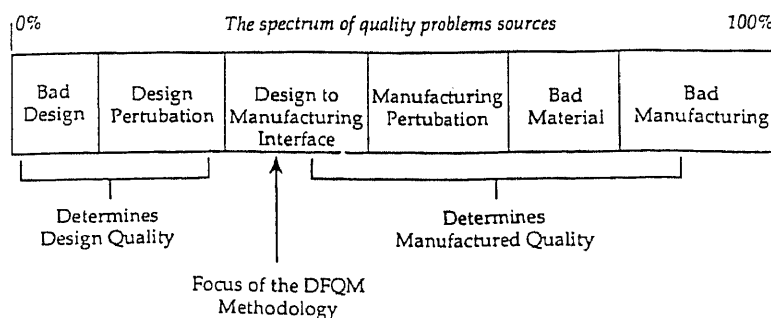 0%
The spectrum of quality problems sources
100%
Bad
Design
Design
Pertubation
Design to
Manufacturing
Interface
Manufacturing
Pertubation
Bad
Material
Bad
Manufacturing
Determines
Design Quality
Determines
Manufactured Quality
Focus of the DFQM
Methodology